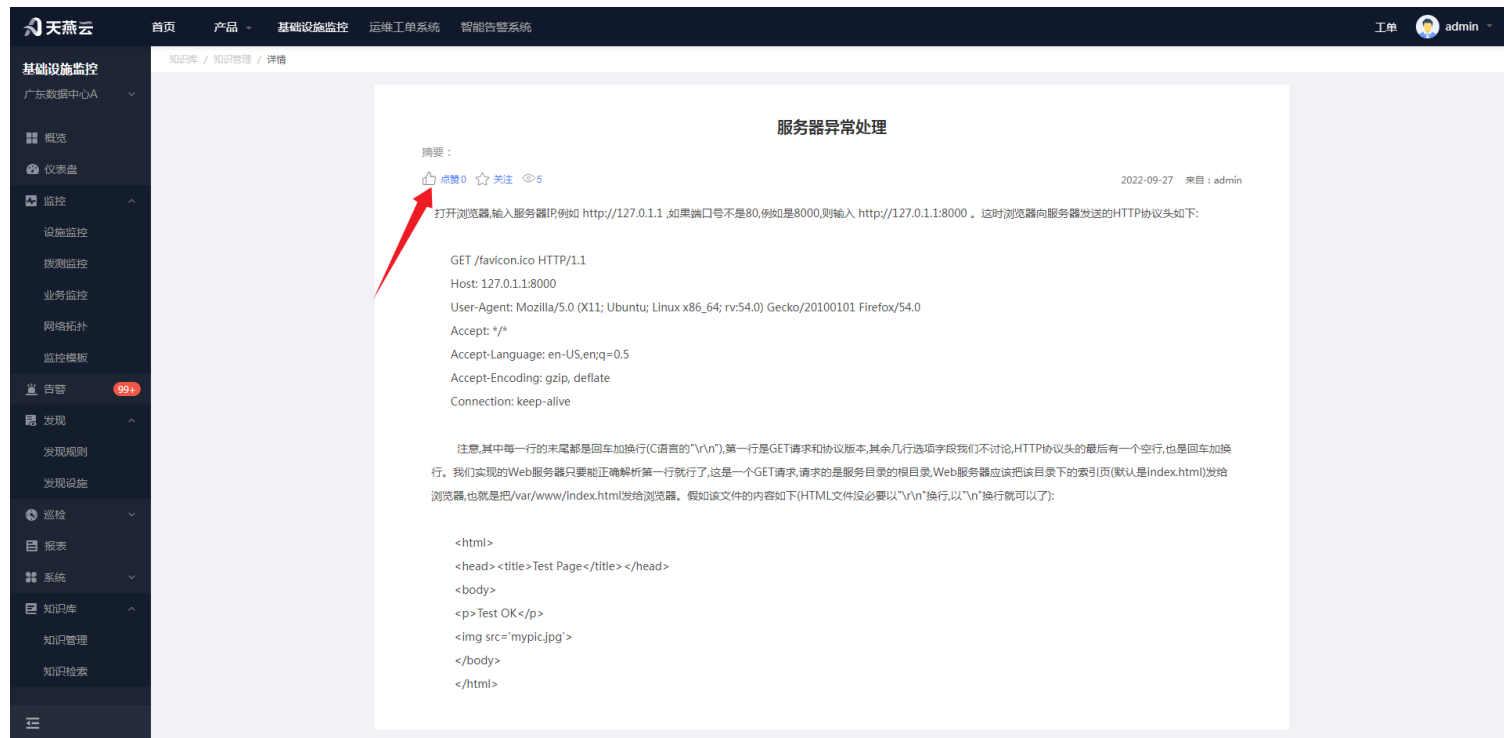 天燕云
首页 产品 基础设施监控 运维工单系统 智能告警系统 工单 admin
基础设施监控
广东数据中心A
概览
仪表盘
监控
设施监控
拨测监控
业务监控
网络拓扑
监控模板
告警 99+
发现
发现规则
发现设施
巡检
报表
系统
知识库
知识管理
知识检索
知识库 / 知识管理 / 详情
服务器异常处理
摘要：
点赞0 关注 5 2022-09-27 来自：admin
打开浏览器,输入服务器IP,例如 http://127.0.1.1 ,如果端口号不是80,例如是8000,则输入 http://127.0.1.1:8000 。这时浏览器向服务器发送的HTTP协议头如下:
GET /favicon.ico HTTP/1.1
Host: 127.0.1.1:8000
User-Agent: Mozilla/5.0 (X11; Ubuntu; Linux x86_64; rv:54.0) Gecko/20100101 Firefox/54.0
Accept: */*
Accept-Language: en-US,en;q=0.5
Accept-Encoding: gzip, deflate
Connection: keep-alive
注意,其中每一行的末尾都是回车加换行(C语言的"\r\n"),第一行是GET请求和协议版本,其余几行选项字段我们不讨论,HTTP协议头的最后有一个空行,也是回车加换
行。我们实现的Web服务器只要能正确解析第一行就行了,这是一个GET请求,请求的是服务目录的根目录,Web服务器应该把该目录下的索引页(默认是index.html)发给
浏览器,也就是把/var/www/index.html发给浏览器。假如该文件的内容如下(HTML文件没必要以"\r\n"换行,以"\n"换行就可以了):
<html>
<head><title>Test Page</title></head>
<body>
<p>Test OK</p>
<img src='mypic.jpg'>
</body>
</html>